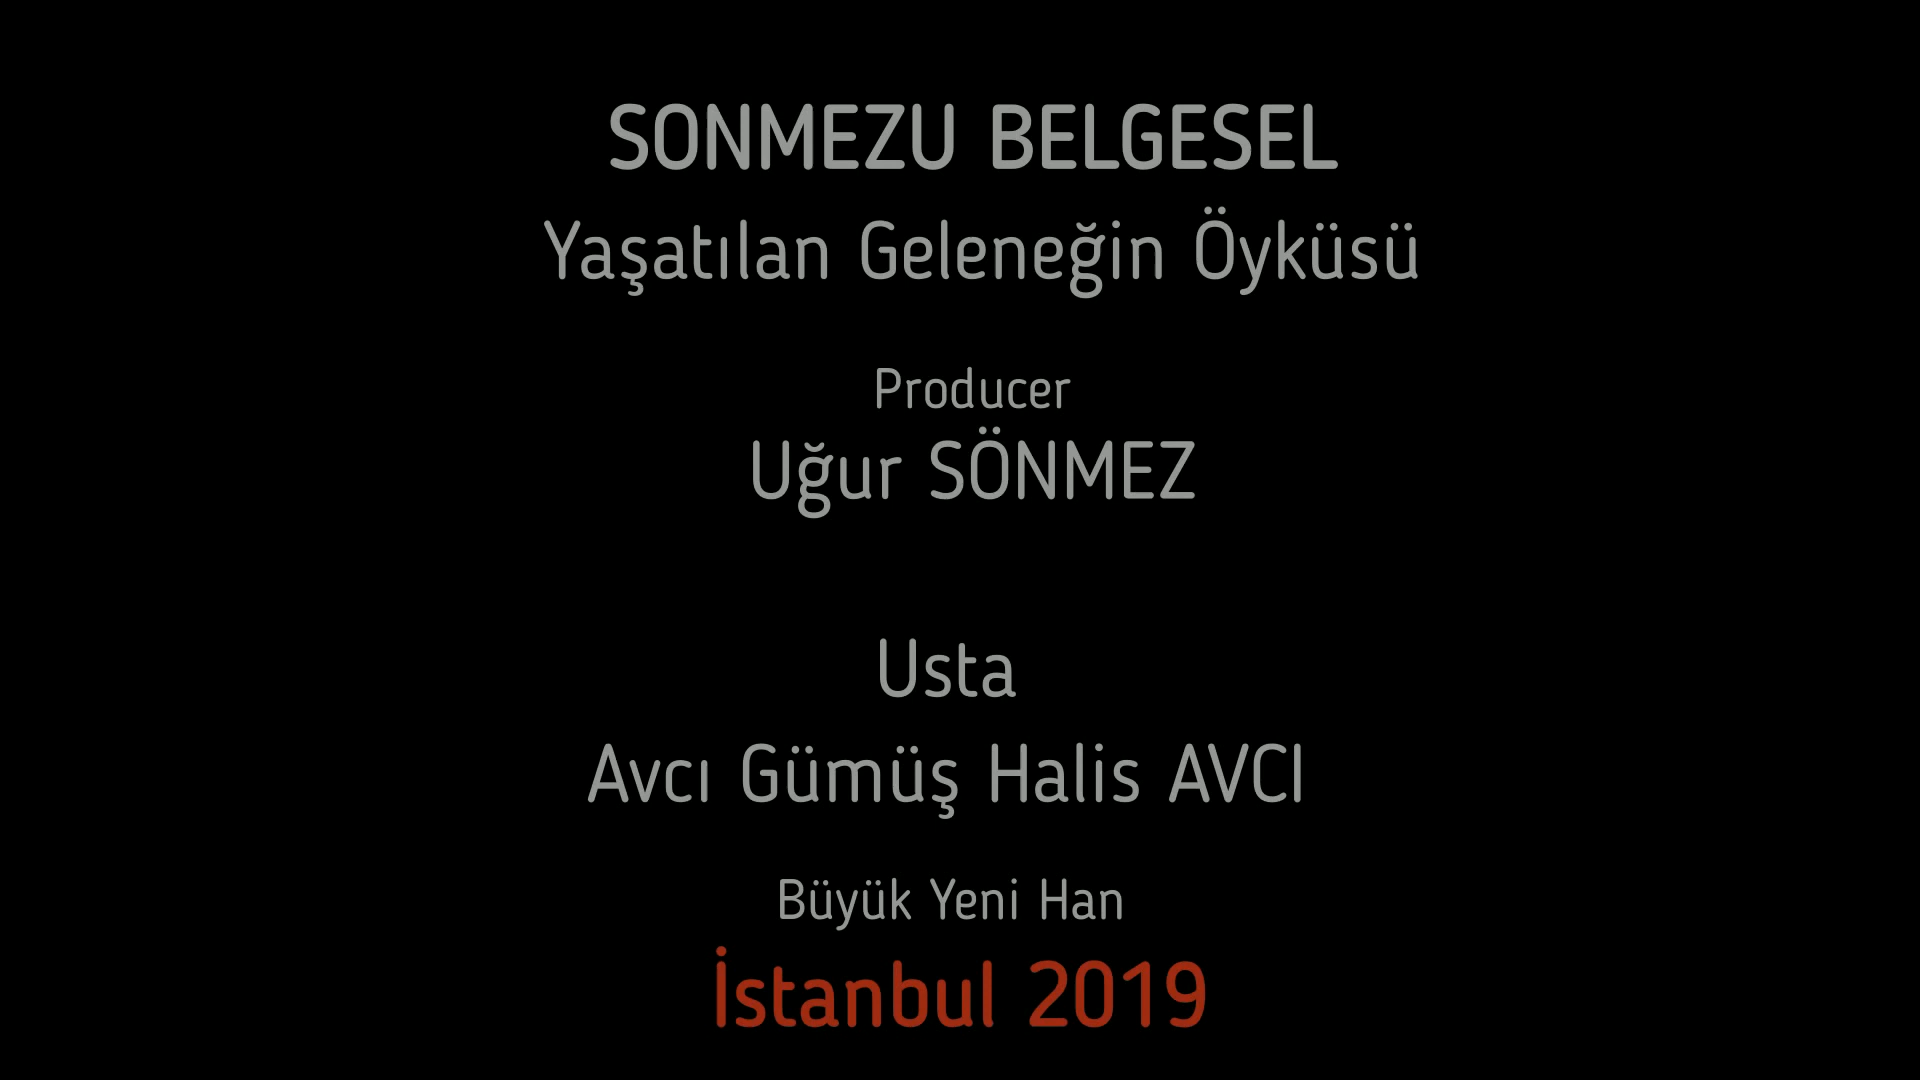 SONMEZU BELGESEL
Yaşatılan Geleneğin Öyküsü
Producer
Uğur SÖNMEZ
Usta
Avcı Gümüş Halis AVCI
Büyük Yeni Han
İstanbul 2019